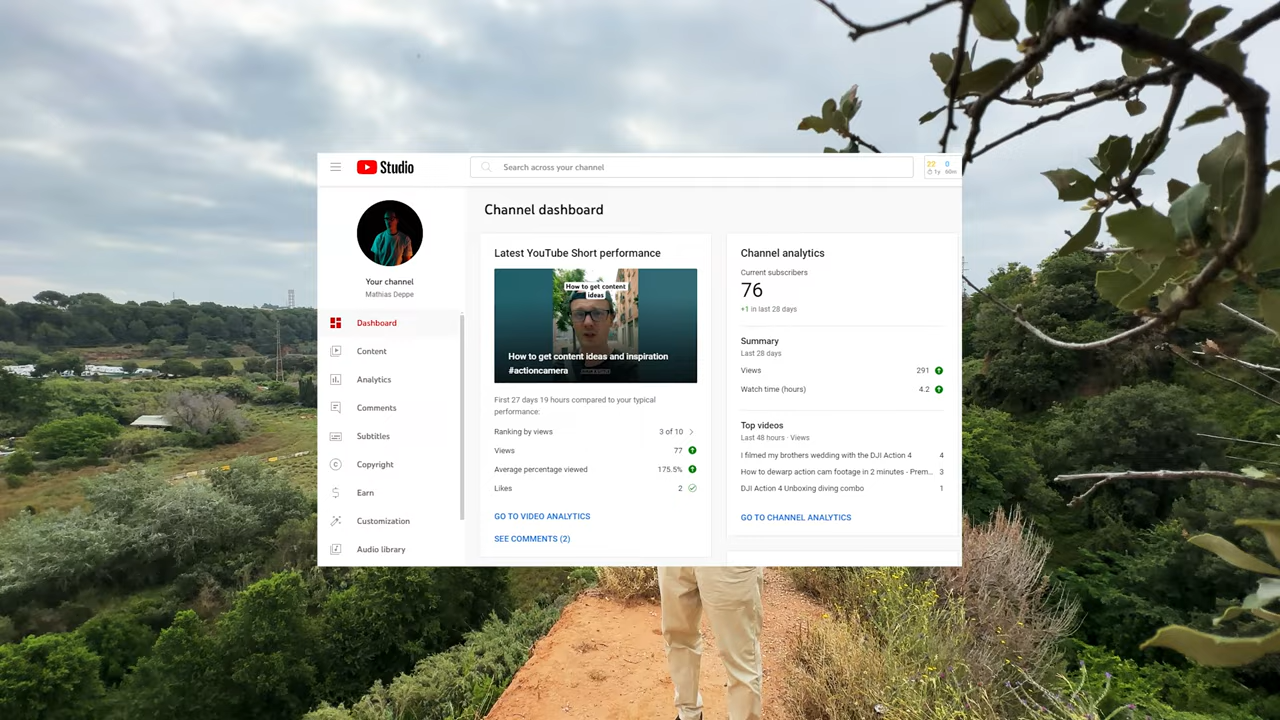 Studio
Search across your channel
22 0
1y 60m
Your channel
Mathias Deppe
Dashboard
Content
Analytics
Comments
Subtitles
Copyright
Earn
Customization
Audio library
Channel dashboard
Latest YouTube Short performance
How to get content
ideas
How to get content ideas and inspiration
#actioncamera
First 27 days 19 hours compared to your typical
performance:
Ranking by views 3 of 10
Views 77
Average percentage viewed 175.5%
Likes 2
GO TO VIDEO ANALYTICS
SEE COMMENTS (2)
Channel analytics
Current subscribers
76
+1 in last 28 days
Summary
Last 28 days
Views 291
Watch time (hours) 4.2
Top videos
Last 48 hours · Views
I filmed my brothers wedding with the DJI Action 4 4
How to dewarp action cam footage in 2 minutes - Prem... 3
DJI Action 4 Unboxing diving combo 1
GO TO CHANNEL ANALYTICS